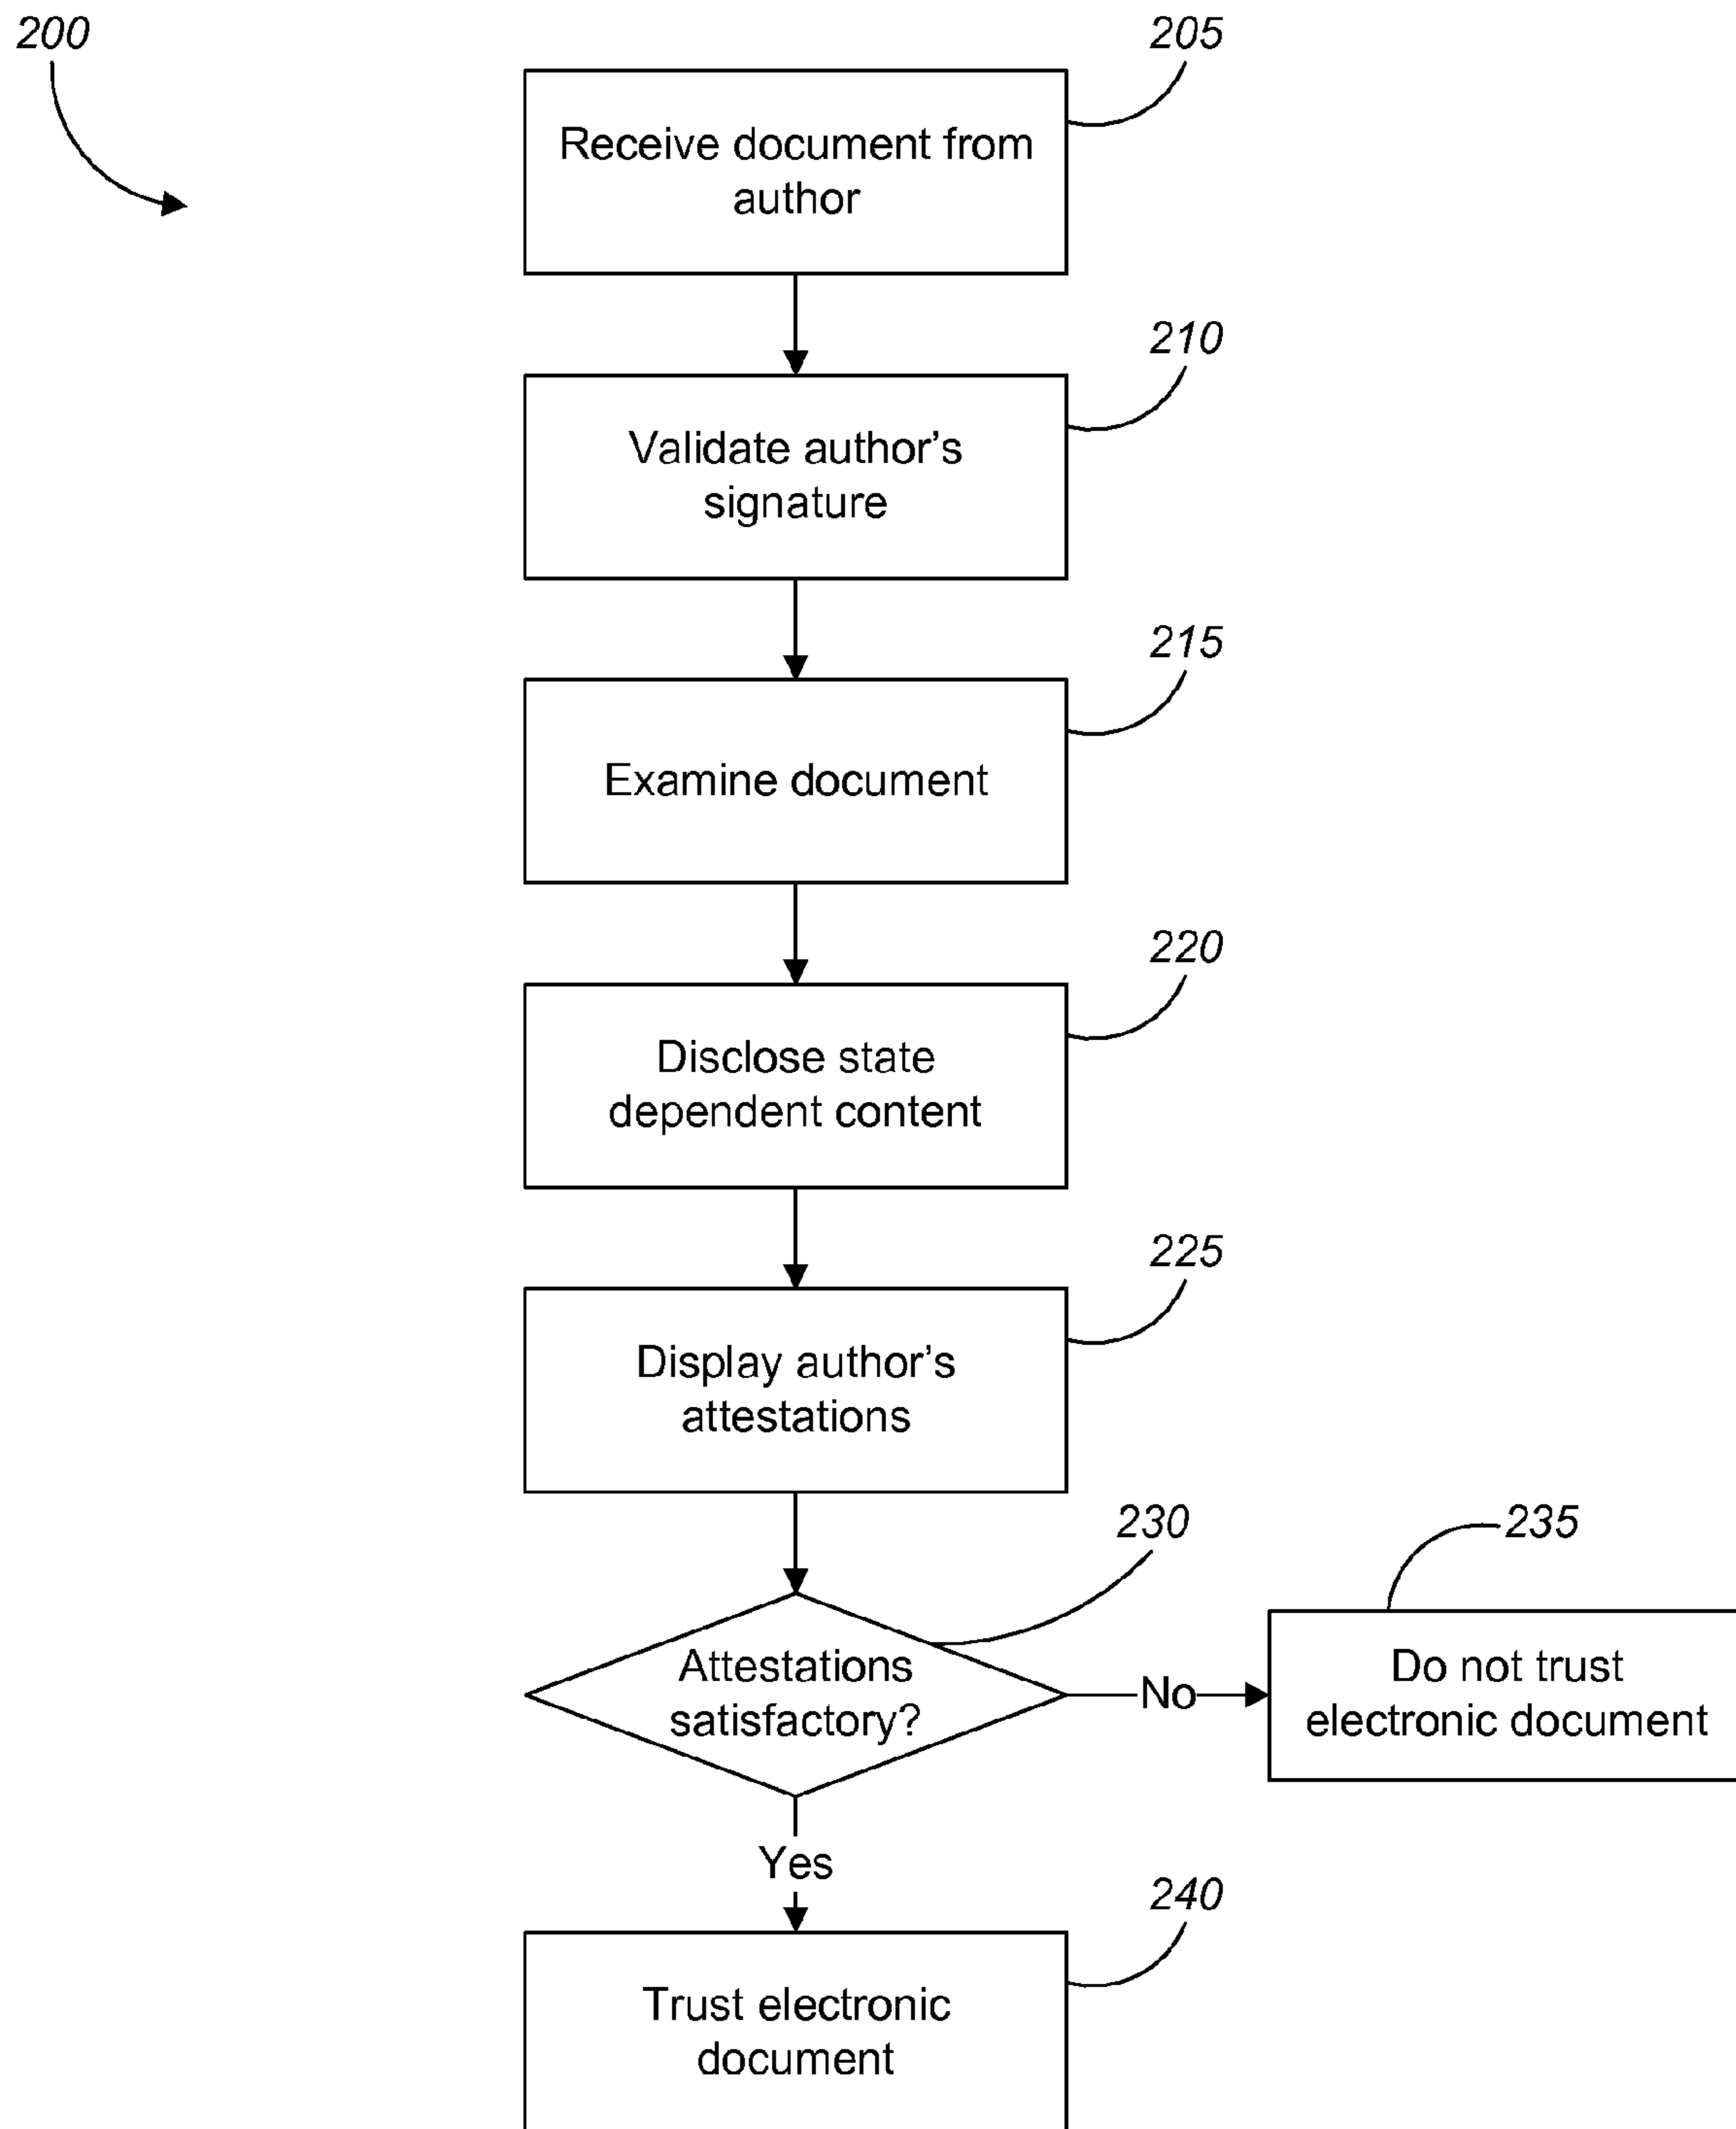 200
205
Receive document from
author
210
Validate author's
signature
215
Examine document
220
Disclose state
dependent content
225
Display author's
attestations
230
235
Attestations
satisfactory?
No
Do not trust
electronic document
Yes
240
Trust electronic
document